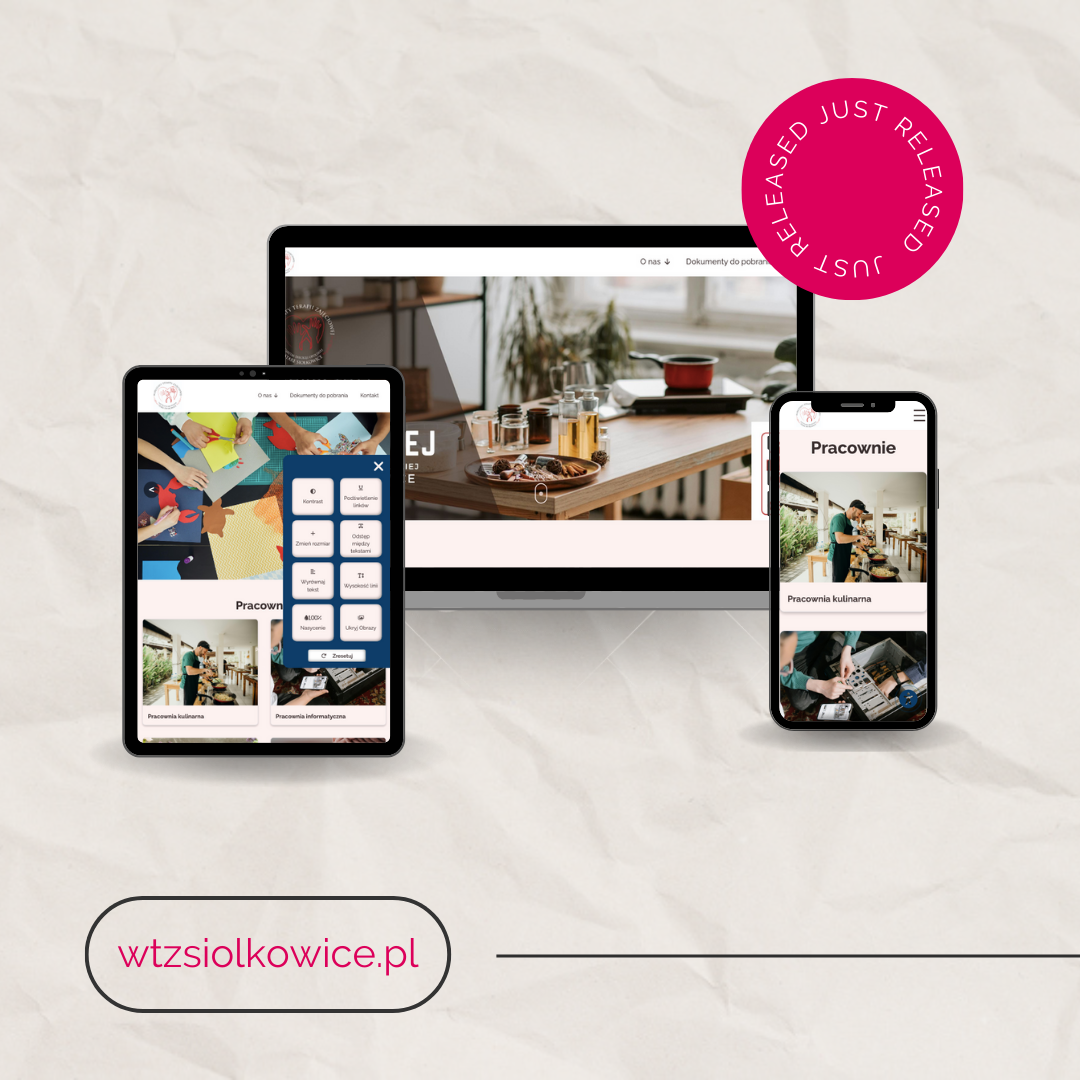 JUST RELEASED JUST RELEASED
O nas ↓ Dokumenty do
EJ
IEJ
E
O nas ↓ Dokumenty do pobrania Kontakt
<
×
Kontrast
Podświetlenie
linków
Zmień rozmiar
Odstęp
między
tekstami
Wyrównaj
tekst
Wysokość linii
100%
Nasycenie
Ukryj Obrazy
Zresetuj
Pracown
Pracownia kulinarna
Pracownia informatyczna
Pracownie
Pracownia kulinarna
wtzsiolkowice.pl